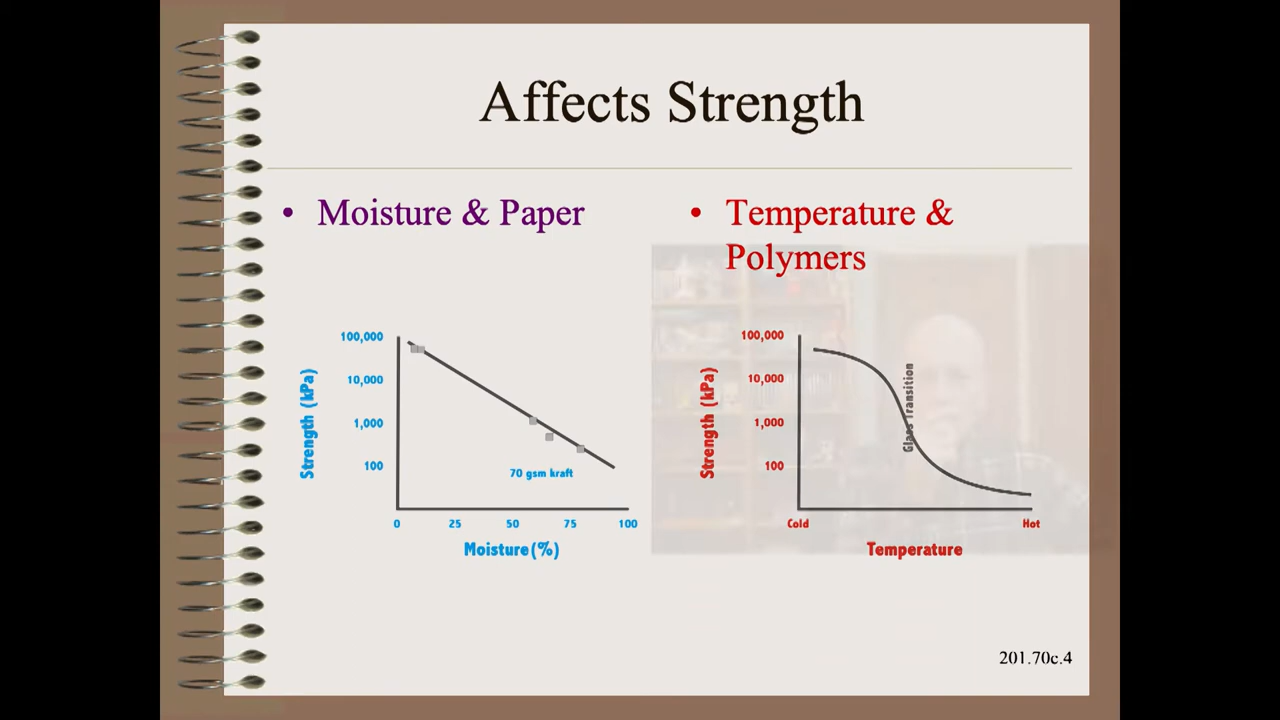 Affects Strength
• Moisture & Paper
• Temperature &
Polymers
100,000
10,000
1,000
100
Strength (kPa)
70 gsm kraft
0 25 50 75 100
Moisture (%)
100,000
10,000
1,000
100
Strength (kPa)
Glass Transition
Cold Hot
Temperature
201.70c.4